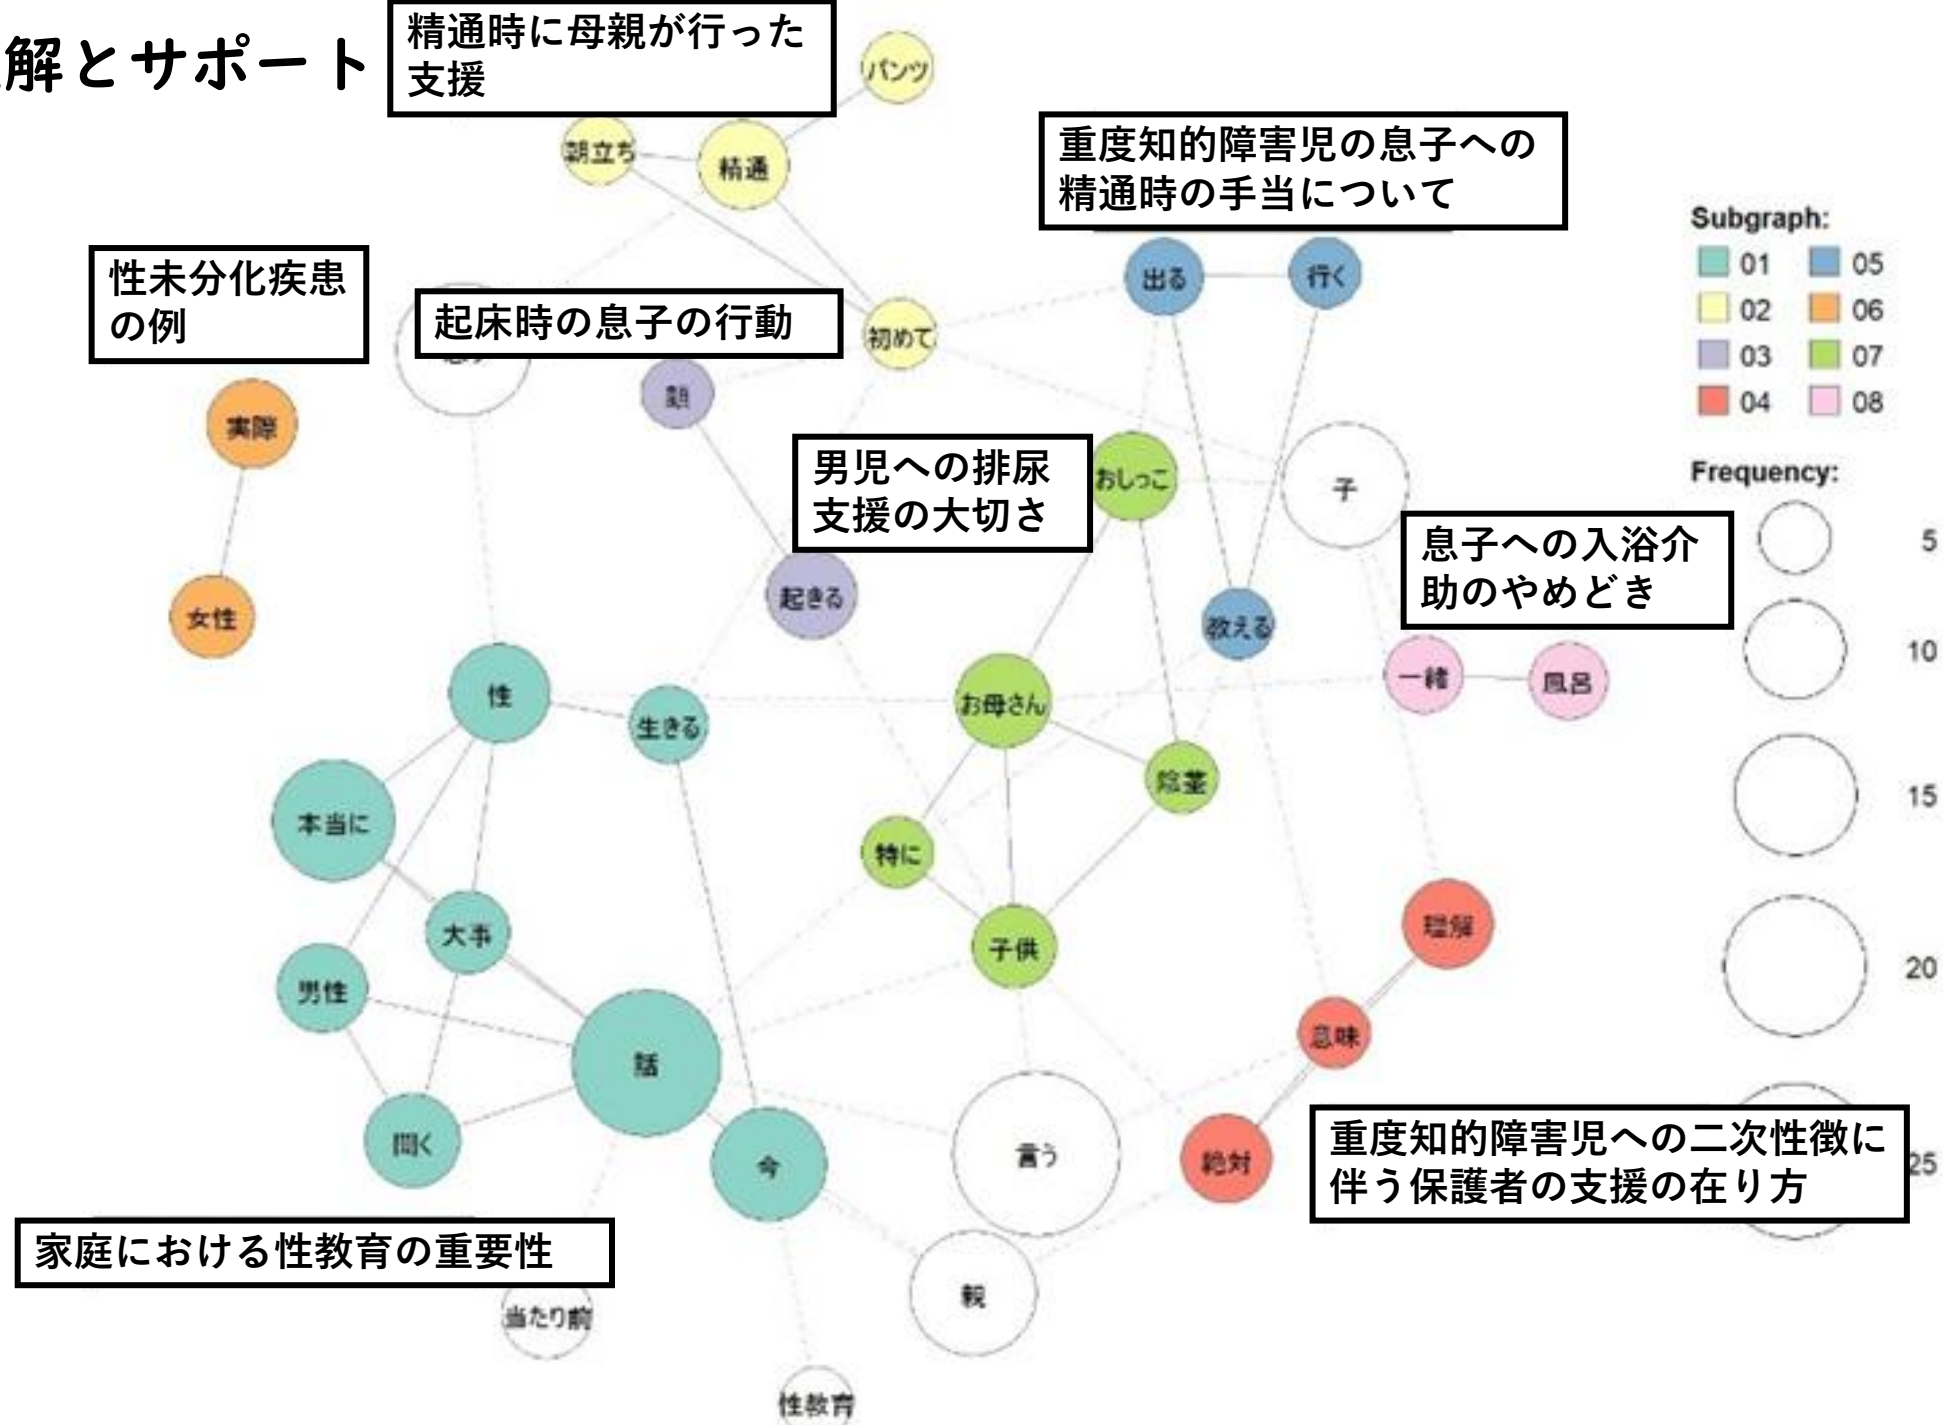 解とサポート
精通時に母親が行った
支援
パンツ
朝立ち
精通
重度知的障害児の息子への
精通時の手当について
Subgraph:
01 05
02 06
03 07
04 08
性未分化疾患
の例
起床時の息子の行動
出る
行く
初めて
実際
男児への排尿
支援の大切さ
おしっこ
子
Frequency:
5
10
15
20
25
息子への入浴介
助のやめどき
起きる
女性
教える
性
生きる
お母さん
一緒
風呂
陰茎
本当に
特に
理解
大事
子供
男性
意味
話
聞く
今
言う
絶対
重度知的障害児への二次性徴に
伴う保護者の支援の在り方
家庭における性教育の重要性
親
当たり前
性教育